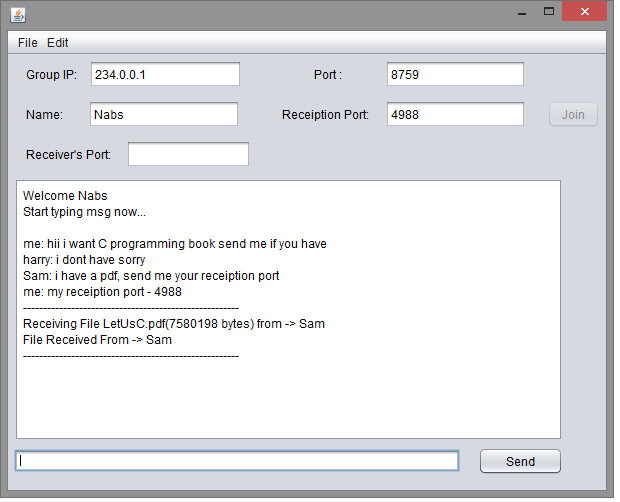 File Edit
Group IP: 234.0.0.1 Port : 8759
Name: Nabs Receiption Port: 4988 Join
Receiver's Port:
Welcome Nabs
Start typing msg now...
me: hii i want C programming book send me if you have
harry: i dont have sorry
Sam: i have a pdf, send me your receiption port
me: my receiption port - 4988
------------------------------------------------------
Receiving File LetUsC.pdf(7580198 bytes) from -> Sam
File Received From -> Sam
------------------------------------------------------
Send